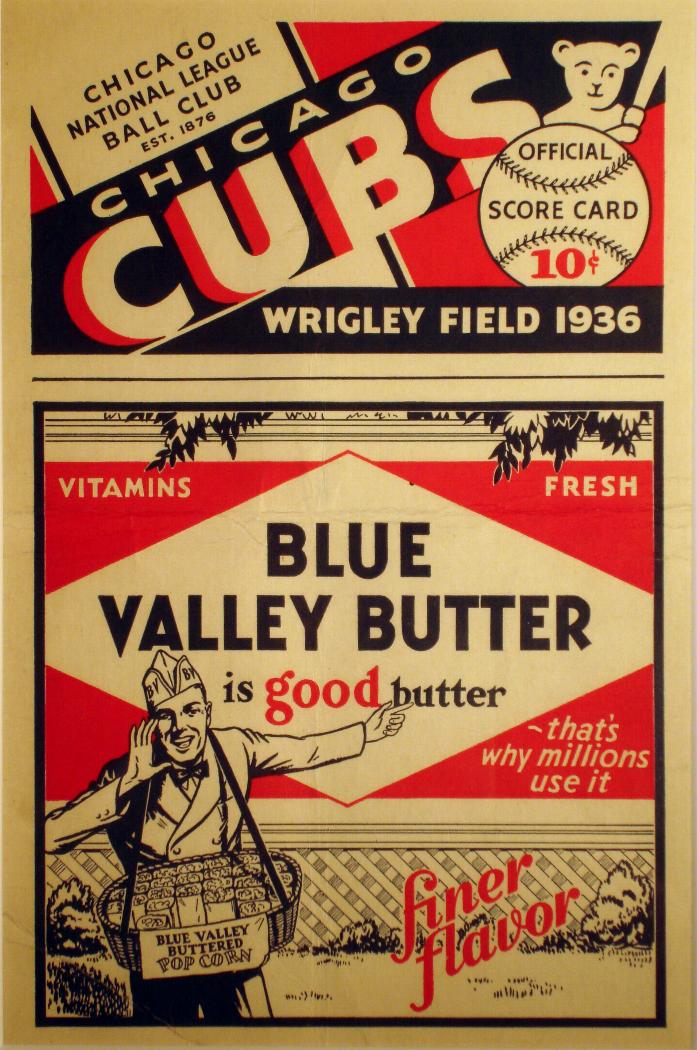 CHICAGO
NATIONAL LEAGUE
BALL CLUB
EST. 1876
CHICAGO
CUBS
OFFICIAL
SCORE CARD
10¢
WRIGLEY FIELD 1936
VITAMINS
FRESH
BLUE
VALLEY BUTTER
is good butter
~that's
why millions
use it
BV BV
finer
flavor
BLUE VALLEY
BUTTERED
POP CORN